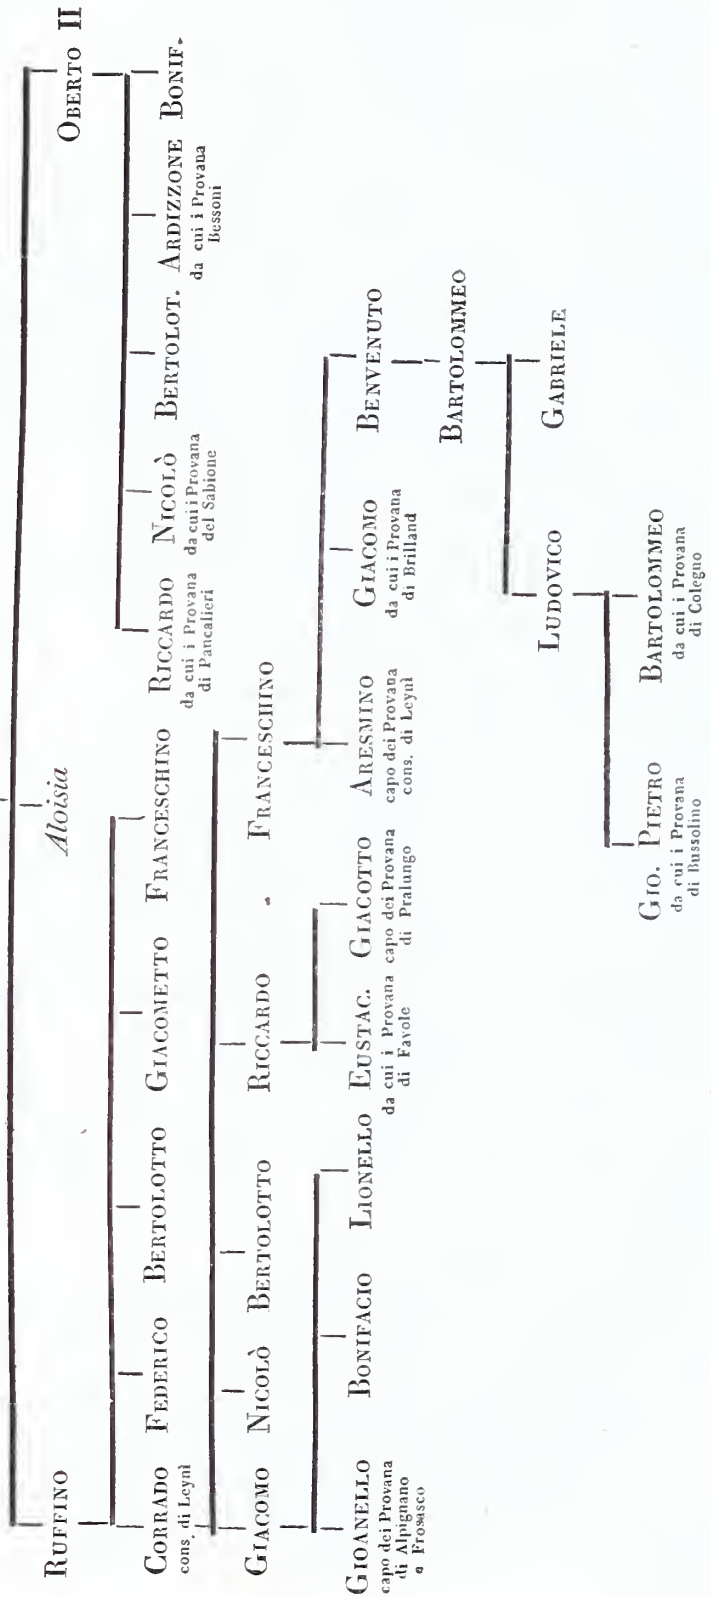 RUFFINO
Aloisia
OBERTO II
CORRADO
cons. di Leynì
FEDERICO
BERTOLOTTO
GIACOMETTO
FRANCESCHINO
RICCARDO
da cui i Provana
di Pancalieri
NICOLÒ
da cui i Provana
del Sabione
BERTOLOT.
ARDIZZONE
da cui i Provana
Bessoni
BONIF.
GIACOMO
NICOLÒ
BERTOLOTTO
RICCARDO
FRANCESCHINO
GIOANELLO
capo dei Provana
di Alpignano
e Frosasco
BONIFACIO
LIONELLO
EUSTAC.
da cui i Provana
di Favole
GIACOTTO
capo dei Provana
di Pralungo
ARESMINO
capo dei Provana
cons. di Leynì
GIACOMO
da cui i Provana
di Brilland
BENVENUTO
BARTOLOMMEO
LUDOVICO
GABRIELE
GIO. PIETRO
da cui i Provana
di Bussolino
BARTOLOMMEO
da cui i Provana
di Colegno